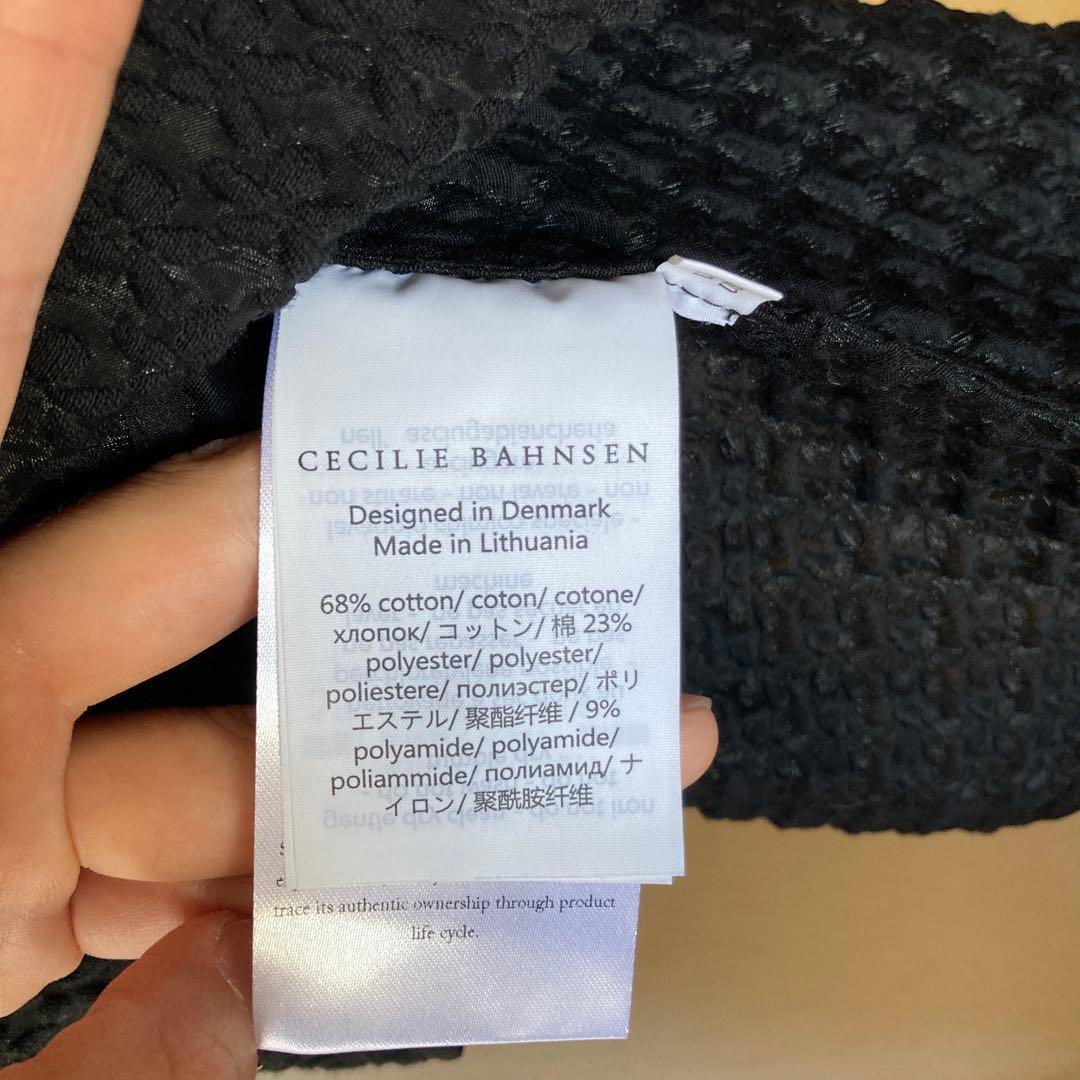 CECILIE BAHNSEN
Designed in Denmark
Made in Lithuania
68% cotton/ coton/ cotone/
хлопок/ コットン/ 棉 23%
polyester/ polyester/
poliestere/ полиэстер/ ポリ
エステル/ 聚酯纤维 / 9%
polyamide/ polyamide/
poliammide/ полиамид/ ナ
イロン/ 聚酰胺纤维
trace its authentic ownership through product
life cycle.